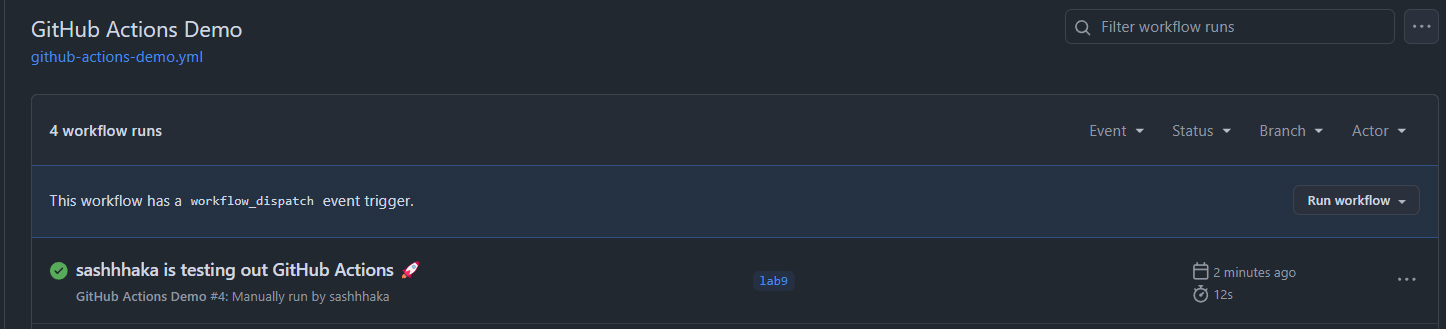 GitHub Actions Demo
Filter workflow runs
github-actions-demo.yml
4 workflow runs
Event Status Branch Actor
This workflow has a workflow_dispatch event trigger.
Run workflow
sashhhaka is testing out GitHub Actions 🚀
GitHub Actions Demo #4: Manually run by sashhhaka
lab9
2 minutes ago
12s